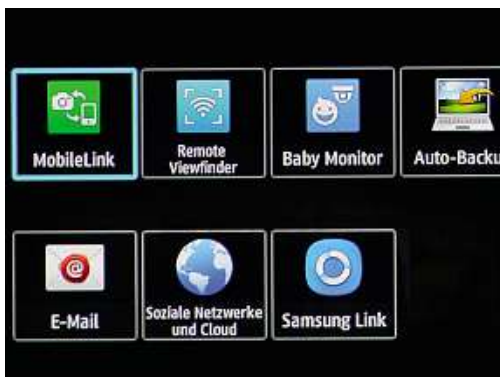 MobileLink
Remote
Viewfinder
Baby Monitor
Auto-Backu
E-Mail
Soziale Netzwerke
und Cloud
Samsung Link